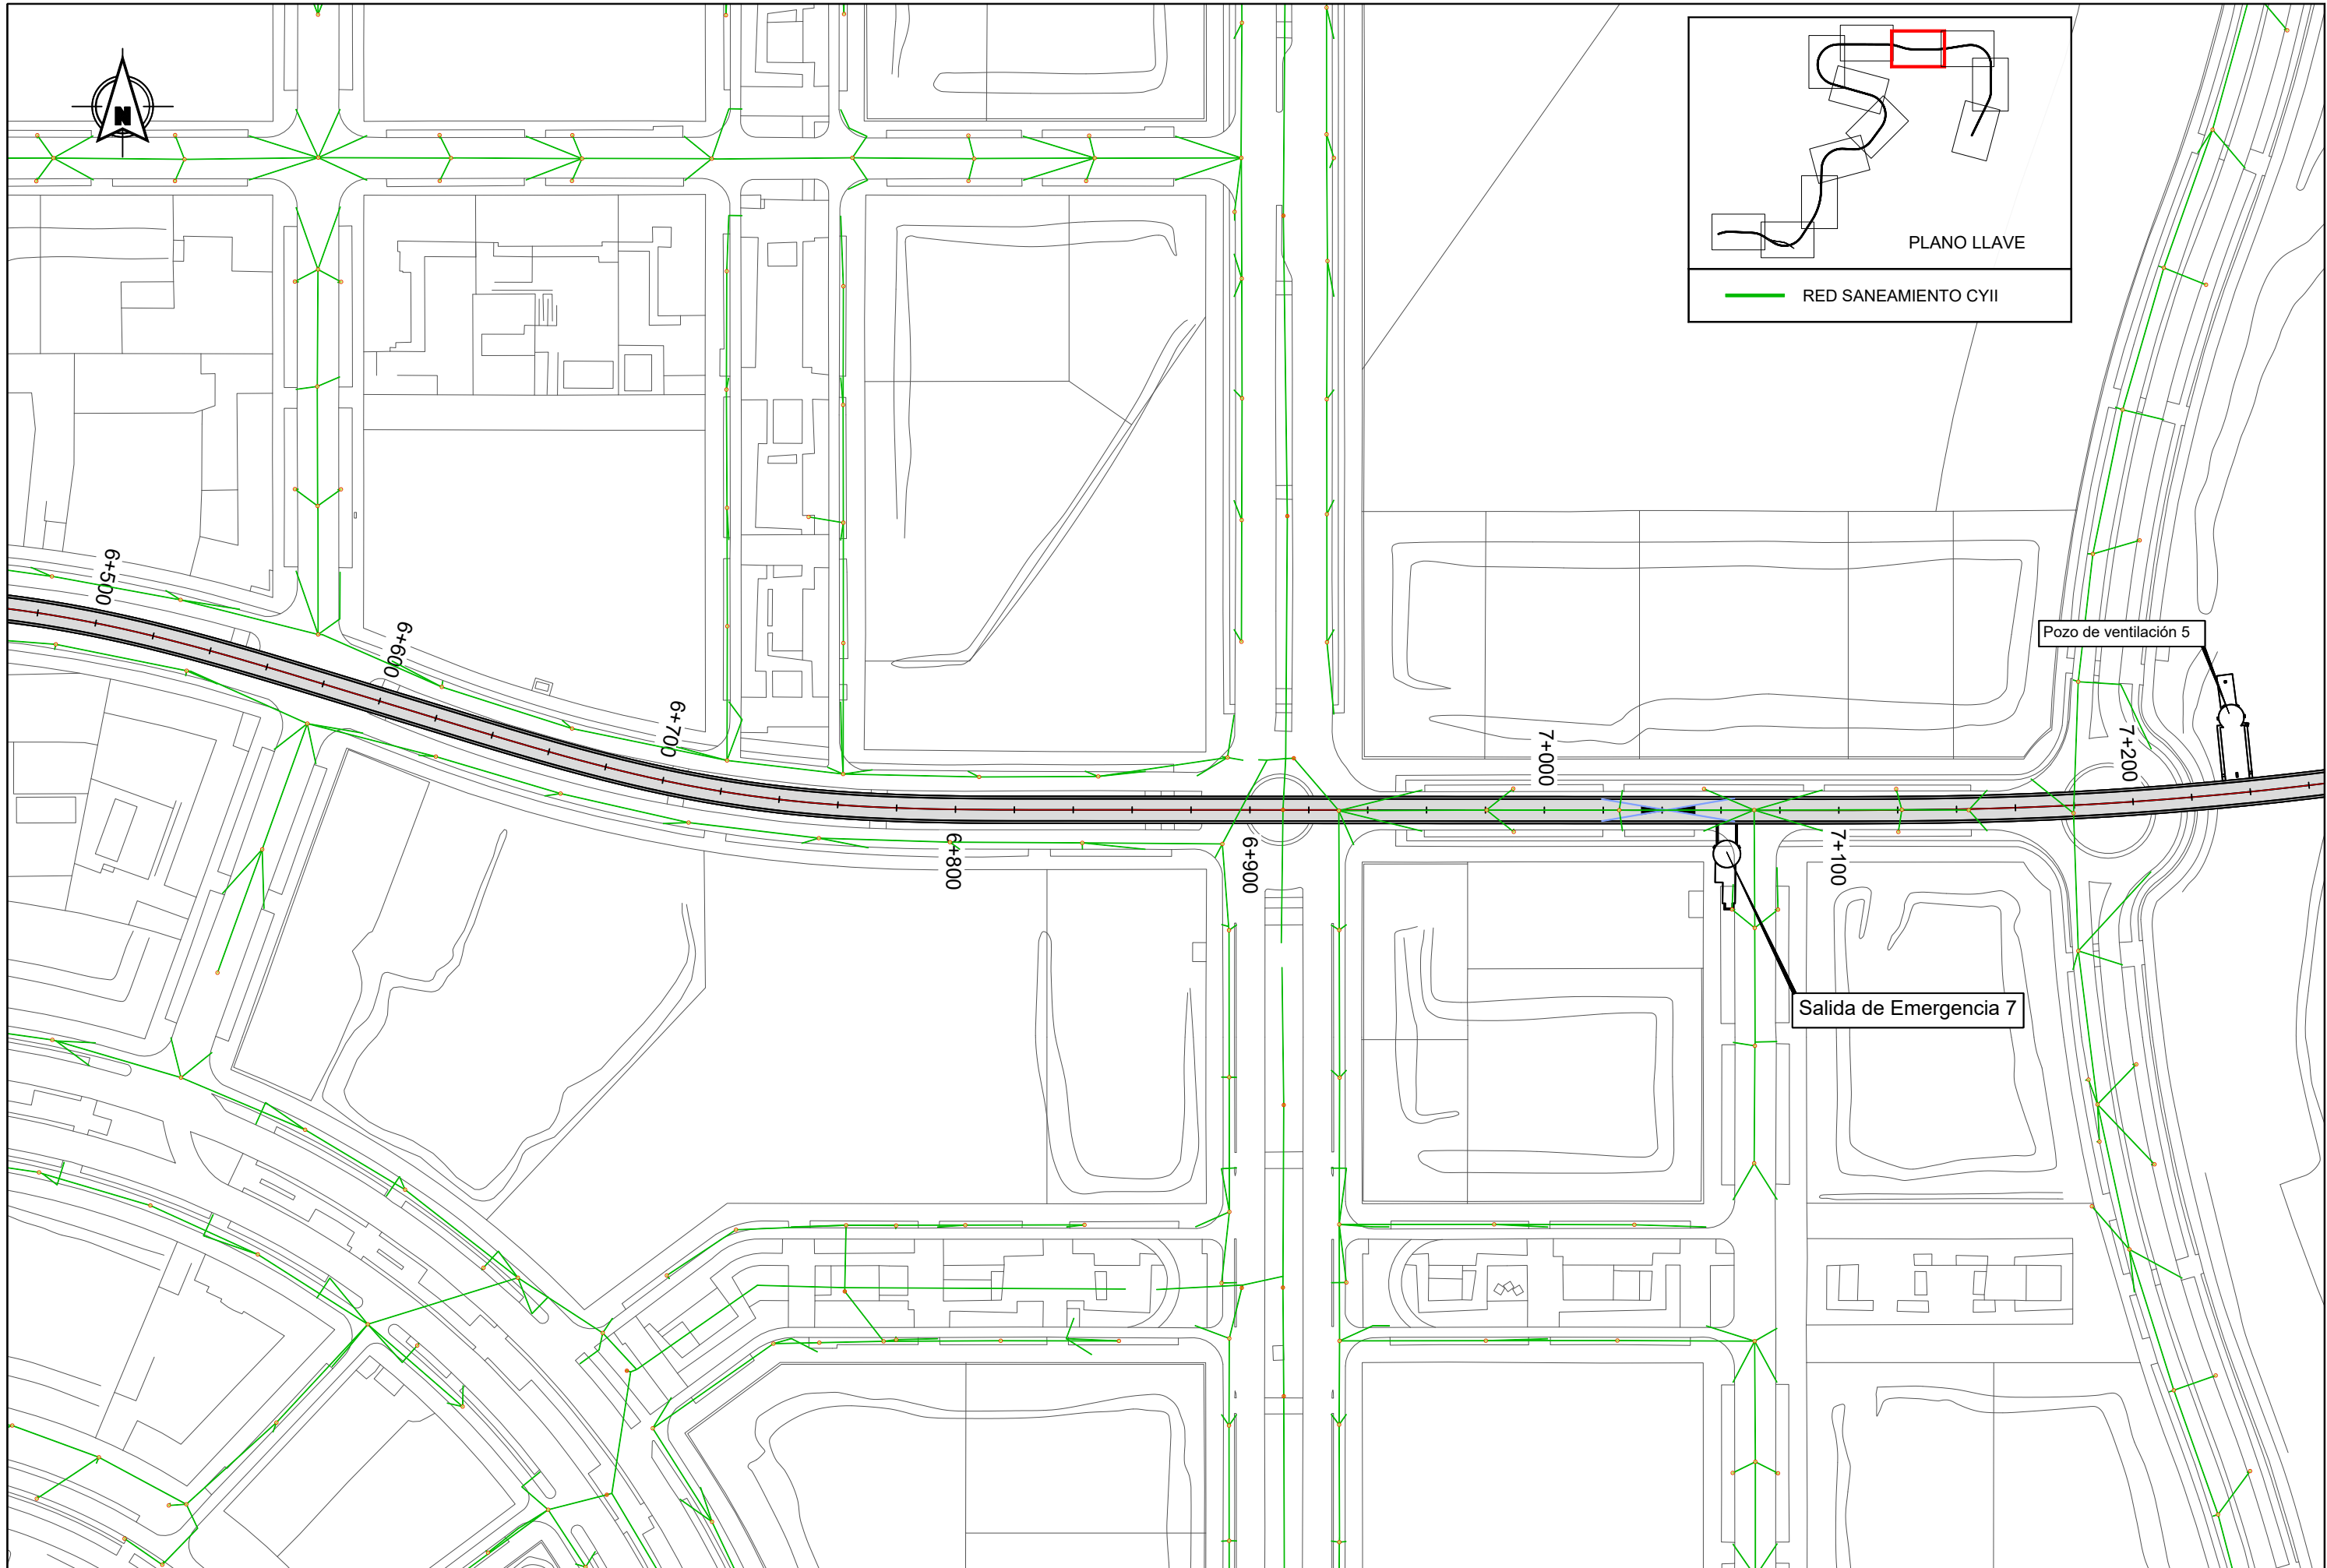 N
PLANO LLAVE
RED SANEAMIENTO CYII
6+500
6+600
6+700
6+800
6+900
7+000
7+100
7+200
Pozo de ventilación 5
Salida de Emergencia 7